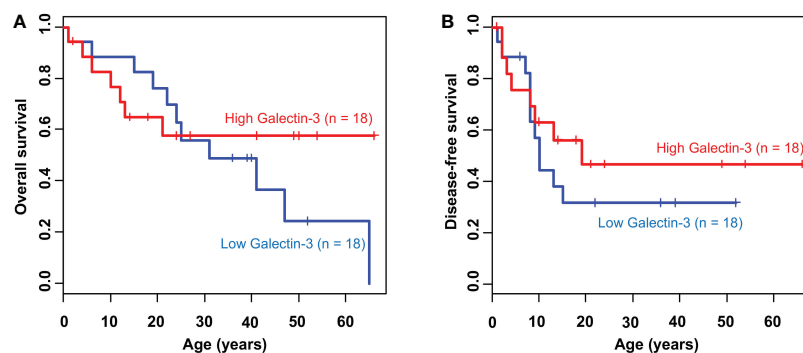 A
Overall survival
1.0
0.8
0.6
0.4
0.2
0.0
High Galectin-3 (n = 18)
Low Galectin-3 (n = 18)
0 10 20 30 40 50 60
Age (years)
B
Disease-free survival
1.0
0.8
0.6
0.4
0.2
0.0
High Galectin-3 (n = 18)
Low Galectin-3 (n = 18)
0 10 20 30 40 50 60
Age (years)